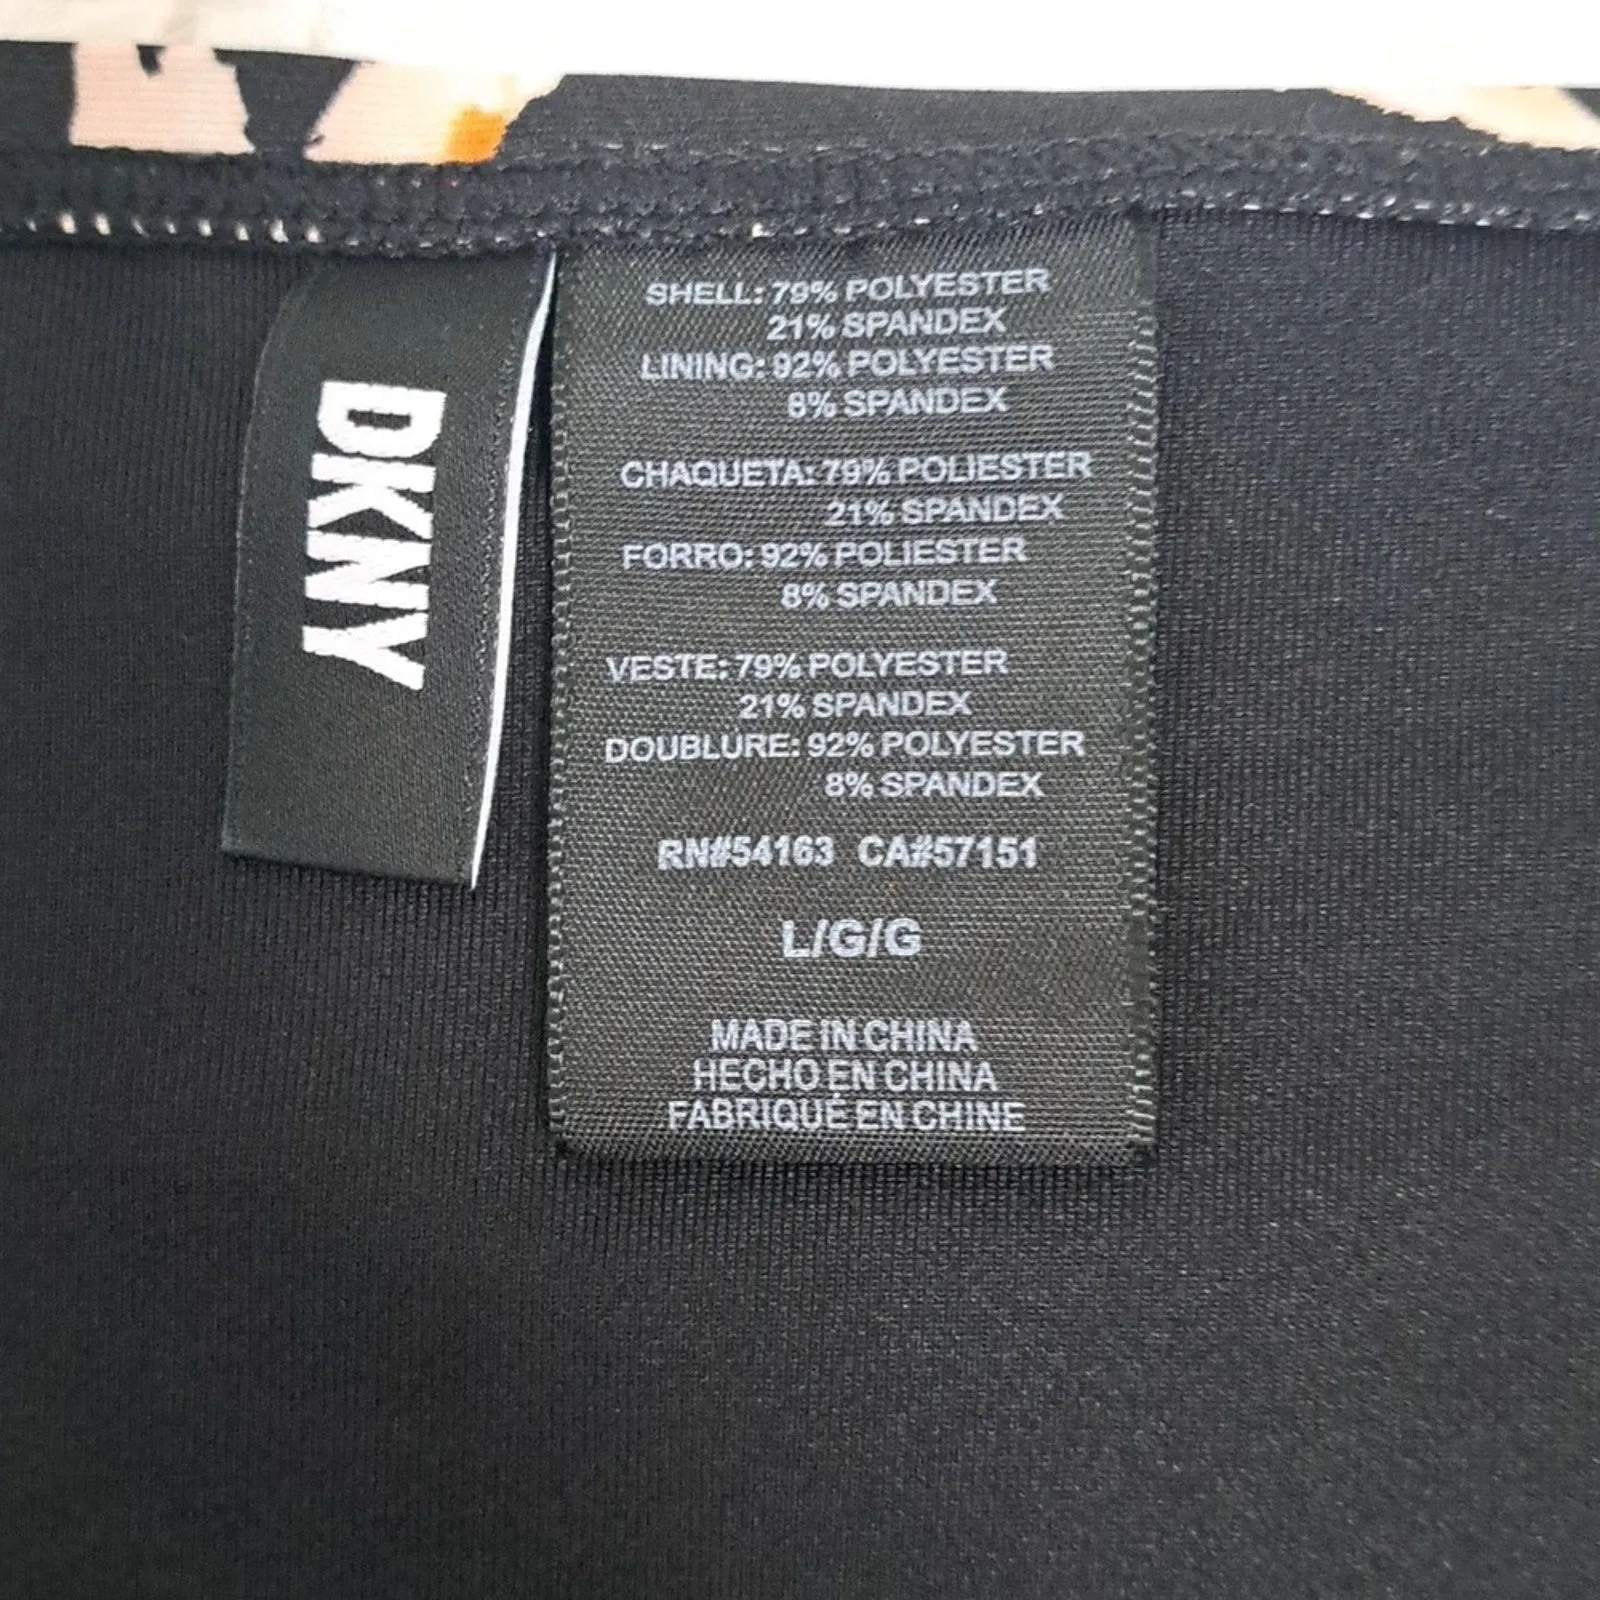 DKNY
SHELL: 79% POLYESTER
21% SPANDEX
LINING: 92% POLYESTER
8% SPANDEX
CHAQUETA: 79% POLIESTER
21% SPANDEX
FORRO: 92% POLIESTER
8% SPANDEX
VESTE: 79% POLYESTER
21% SPANDEX
DOUBLURE: 92% POLYESTER
8% SPANDEX
RN#54163 CA#57151
L/G/G
MADE IN CHINA
HECHO EN CHINA
FABRIQUÉ EN CHINE